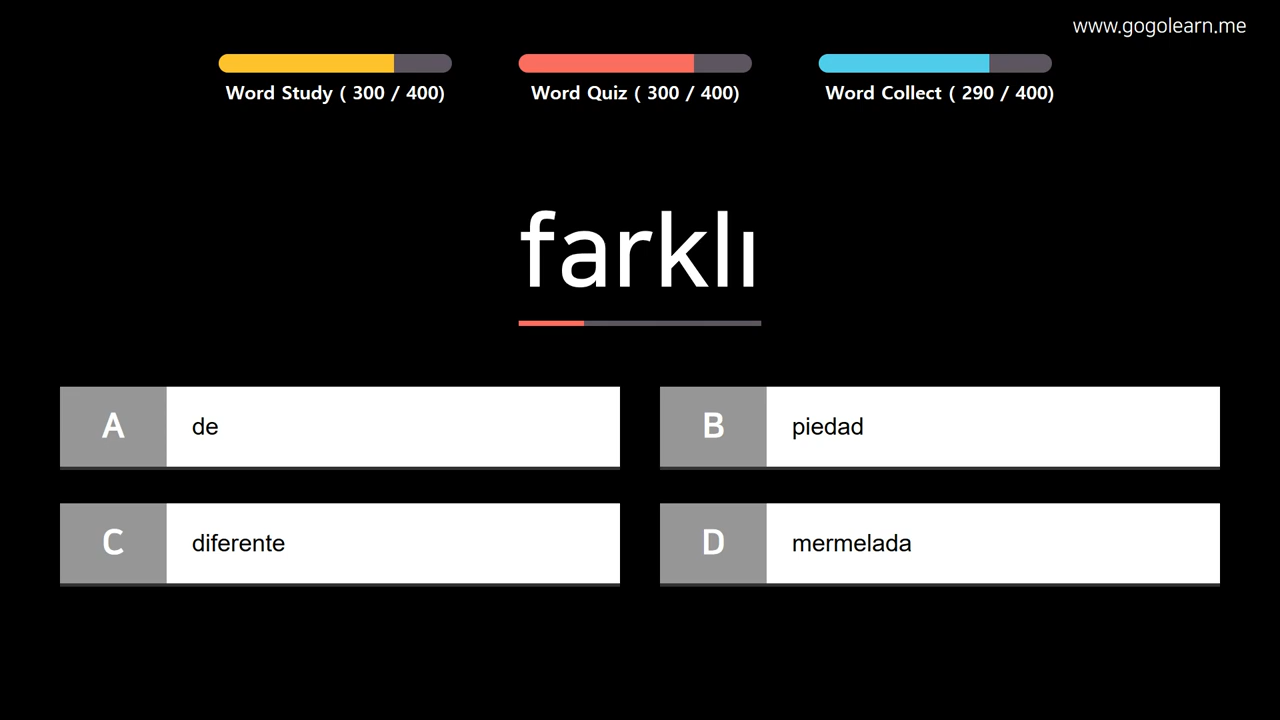 www.gogolearn.me
Word Study ( 300 / 400)
Word Quiz ( 300 / 400)
Word Collect ( 290 / 400)
farklı
A de
B piedad
C diferente
D mermelada